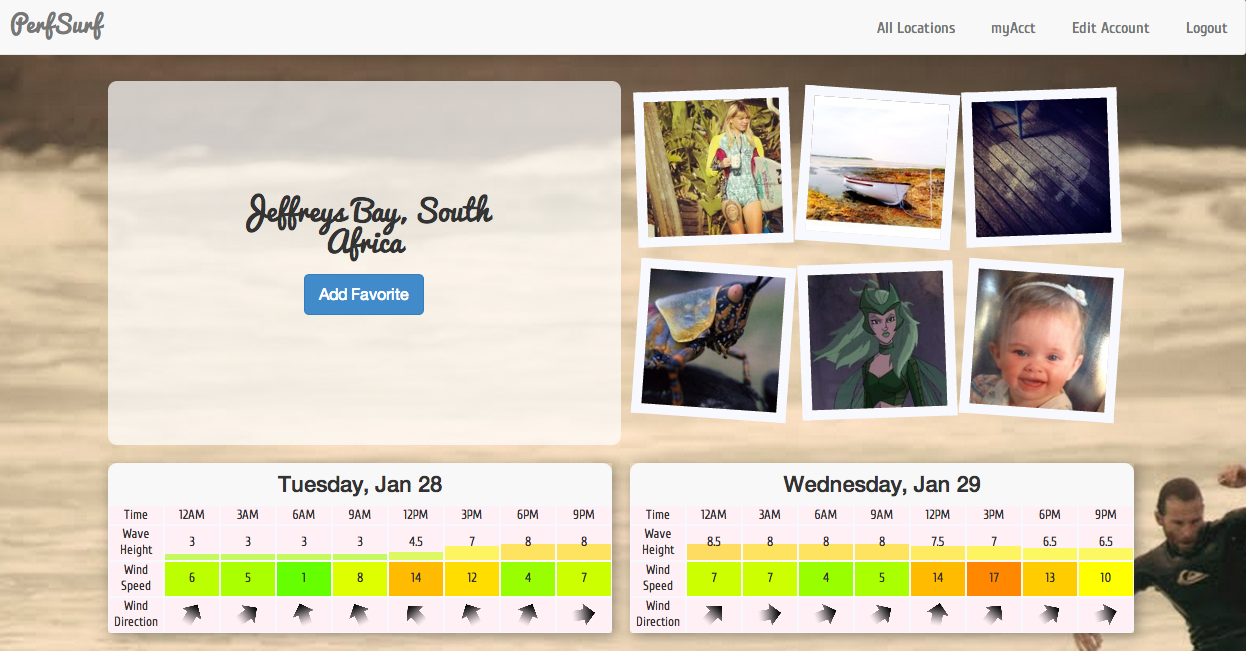 PerfSurf
All Locations myAcct Edit Account Logout
Jeffreys Bay, South
Africa
Add Favorite
Tuesday, Jan 28
Time 12AM 3AM 6AM 9AM 12PM 3PM 6PM 9PM
Wave
Height 3 3 3 3 4.5 7 8 8
Wind
Speed 6 5 1 8 14 12 4 7
Wind
Direction
Wednesday, Jan 29
Time 12AM 3AM 6AM 9AM 12PM 3PM 6PM 9PM
Wave
Height 8.5 8 8 8 7.5 7 6.5 6.5
Wind
Speed 7 7 4 5 14 17 13 10
Wind
Direction